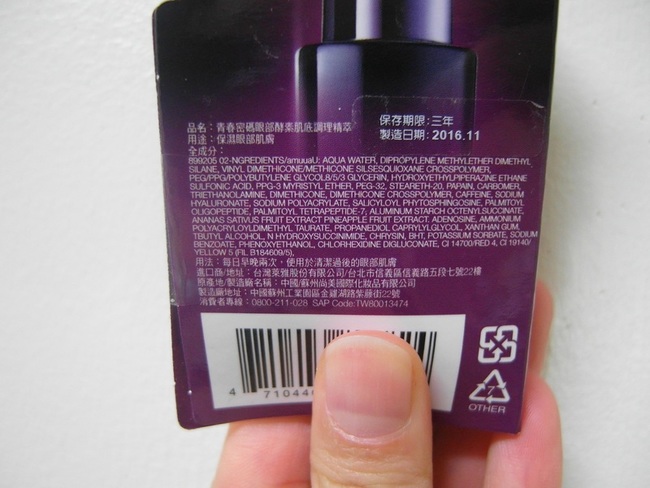 保存期限:三年
製造日期:2016.11
品名:青春密碼眼部酵素肌底調理精萃
用途:保濕眼部肌膚
全成分:
899205 02-NGREDIENTS/amuuaU: AQUA WATER, DIPROPYLENE METHYLETHER DIMETHYL
SILANE, VINYL DIMETHICONE/METHICONE SILSESQUIOXANE CROSSPOLYMER,
PEG/PPG/POLYBUTYLENE GLYCOL8/5/3 GLYCERIN, HYDROXYETHYLPIPERAZINE ETHANE
SULFONIC ACID, PPG-3 MYRISTYL ETHER, PEG-32, STEARETH-20, PAPAIN, CARBOMER,
TRIETHANOLAMINE, DIMETHICONE, DIMETHICONE CROSSPOLYMER, CAFFEINE, SODIUM
HYALURONATE, SODIUM POLYACRYLATE, SALICYLOYL PHYTOSPHINGOSINE, PALMITOYL
OLIGOPEPTIDE, PALMITOYL TETRAPEPTIDE-7; ALUMINUM STARCH OCTENYLSUCCINATE,
ANANAS SATIVUS FRUIT EXTRACT PINEAPPLE FRUIT EXTRACT, ADENOSINE, AMMONIUM
POLYACRYLOYLDIMETHYL TAURATE, PROPANEDIOL CAPRYLYL GLYCOL, XANTHAN GUM,
TBUTYL ALCOHOL, N HYDROXYSUCCINIMIDE, CHRYSIN, BHT, POTASSIUM SORBATE, SODIUM
BENZOATE, PHENOXYETHANOL, CHLORHEXIDINE DIGLUCONATE, CI 14700/RED 4, CI 19140/
YELLOW 5 (FIL B184609/5),
用法:每日早晚兩次,使用於清潔過後的眼部肌膚
進口商/地址:台灣萊雅股份有限公司/台北市信義區信義路五段七號22樓
原產地/製造廠名稱:中國/蘇州尚美國際化妝品有限公司
製造廠地址:中國蘇州工業園區金雞湖路紫藤街22號
消費者專線:0800-211-028 SAP Code:TW80013474
4 71044
7
OTHER